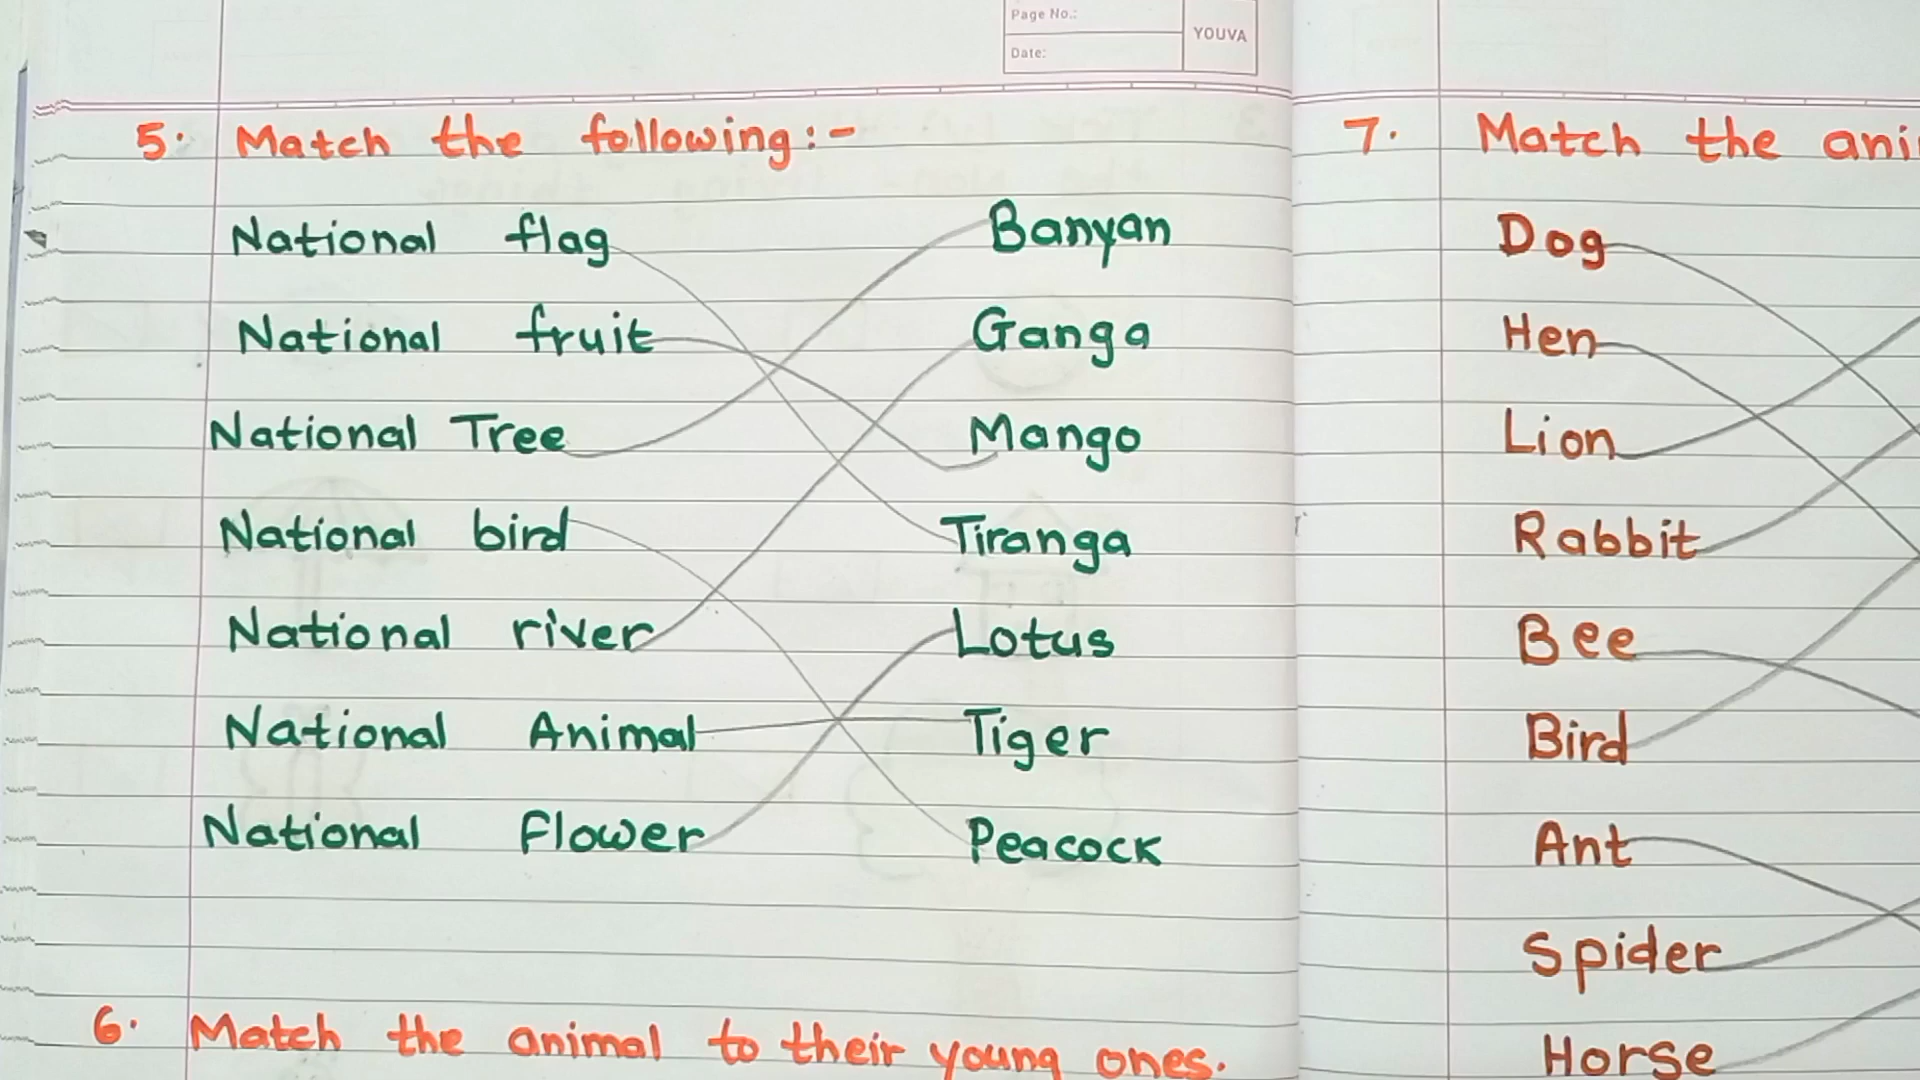 Page No.:
Date:
YOUVA
5. Match the following:-
National flag Banyan
National fruit Ganga
National Tree Mango
National bird Tiranga
National river Lotus
National Animal Tiger
National Flower Peacock
6. Match the animal to their young ones.
7. Match the ani
Dog
Hen
Lion
Rabbit
Bee
Bird
Ant
Spider
Horse